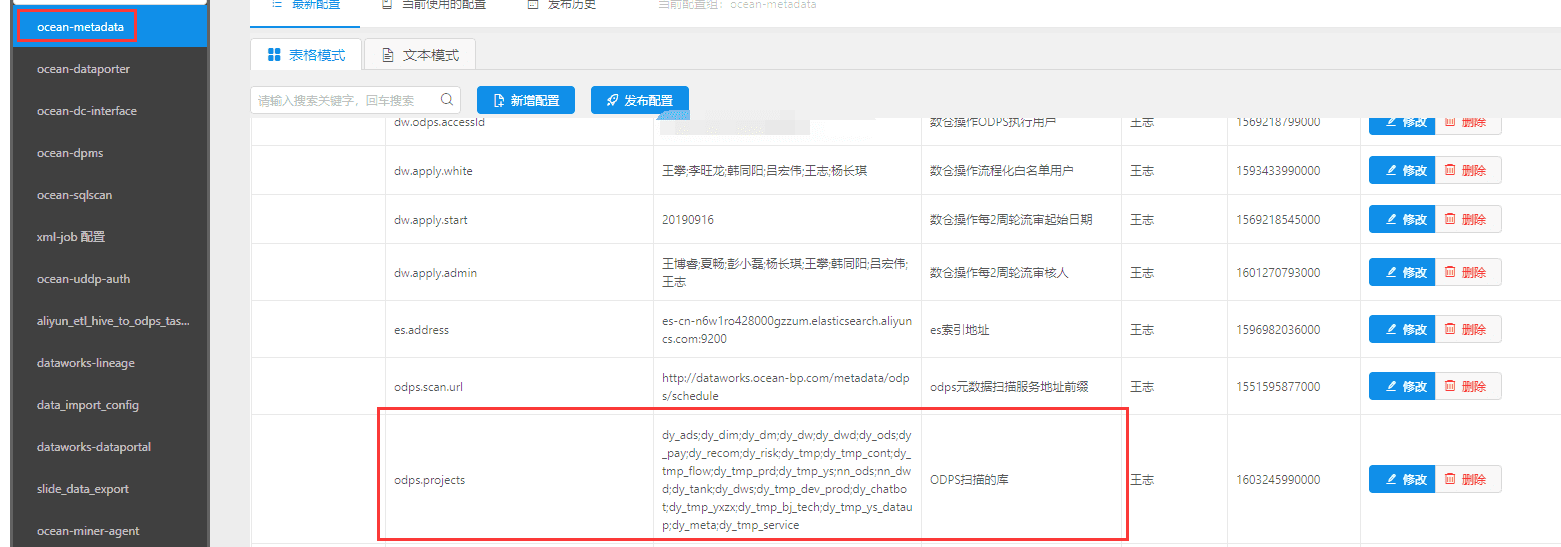 最新配置
当前使用的配置
发布历史
当前配置组：ocean-metadata
ocean-metadata
ocean-dataporter
ocean-dc-interface
ocean-dpms
ocean-sqlscan
xml-job 配置
ocean-uddp-auth
aliyun_etl_hive_to_odps_tas...
dataworks-lineage
data_import_config
dataworks-dataportal
slide_data_export
ocean-miner-agent
表格模式
文本模式
请输入搜索关键字，回车搜索
新增配置
发布配置
dw.odps.accessId
数仓操作ODPS执行用户
王志
1569218799000
修改
删除
dw.apply.white
王攀;李旺龙;韩同阳;吕宏伟;王志;杨长琪
数仓操作流程化白名单用户
王志
1593433990000
修改
删除
dw.apply.start
20190916
数仓操作每2周轮流审起始日期
王志
1569218545000
修改
删除
dw.apply.admin
王博睿;夏畅;彭小磊;杨长琪;王攀;韩同阳;吕宏伟;
王志
数仓操作每2周轮流审核人
王志
1601270793000
修改
删除
es.address
es-cn-n6w1ro428000gzzum.elasticsearch.aliyun
cs.com:9200
es索引地址
王志
1596982036000
修改
删除
odps.scan.url
http://dataworks.ocean-bp.com/metadata/odp
s/schedule
odps元数据扫描服务地址前缀
王志
1551595877000
修改
删除
odps.projects
dy_ads;dy_dim;dy_dm;dy_dw;dy_dwd;dy_ods;dy
_pay;dy_recom;dy_risk;dy_tmp;dy_tmp_cont;dy_
tmp_flow;dy_tmp_prd;dy_tmp_ys;nn_ods;nn_dw
d;dy_tank;dy_dws;dy_tmp_dev_prod;dy_chatbo
t;dy_tmp_yxzx;dy_tmp_bj_tech;dy_tmp_ys_datau
p;dy_meta;dy_tmp_service
ODPS扫描的库
王志
1603245990000
修改
删除